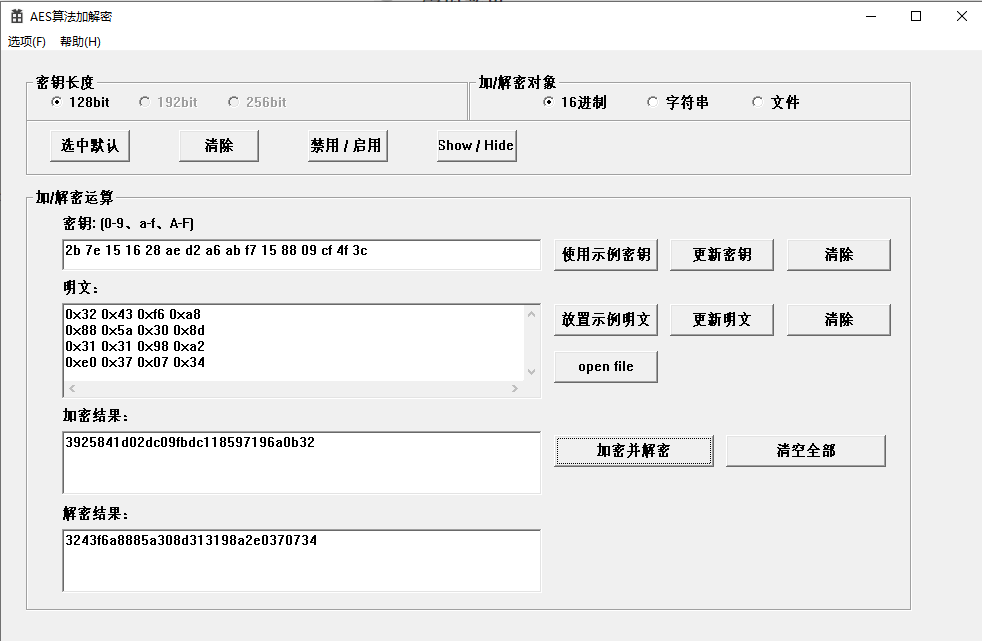 AES算法加解密
选项(F) 帮助(H)
密钥长度
128bit 192bit 256bit
加/解密对象
16进制 字符串 文件
选中默认 清除 禁用 / 启用 Show / Hide
加/解密运算
密钥: (0-9、a-f、A-F)
2b 7e 15 16 28 ae d2 a6 ab f7 15 88 09 cf 4f 3c
使用示例密钥 更新密钥 清除
明文:
0x32 0x43 0xf6 0xa8
0x88 0x5a 0x30 0x8d
0x31 0x31 0x98 0xa2
0xe0 0x37 0x07 0x34
放置示例明文 更新明文 清除
open file
加密结果:
3925841d02dc09fbdc118597196a0b32
加密并解密 清空全部
解密结果:
3243f6a8885a308d313198a2e0370734